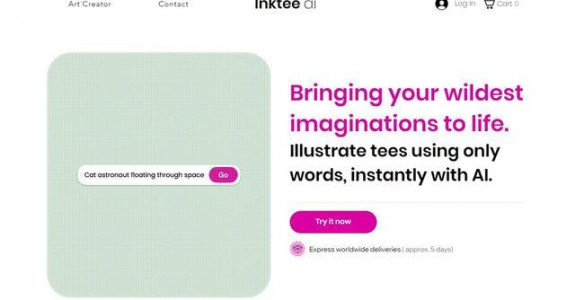 Art Creator
Contact
Inktee ai
Log In
Cart 0
Bringing your wildest
imaginations to life.
Illustrate tees using only
words, instantly with AI.
Cat astronaut floating through space
Go
Try it now
Express worldwide deliveries ( approx. 5 days)